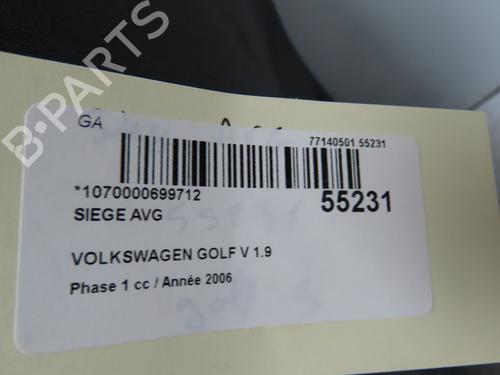 GA
77140501 55231
*1070000699712
55231
SIEGE AVG
VOLKSWAGEN GOLF V 1.9
Phase 1 cc / Année 2006
B-PARTS